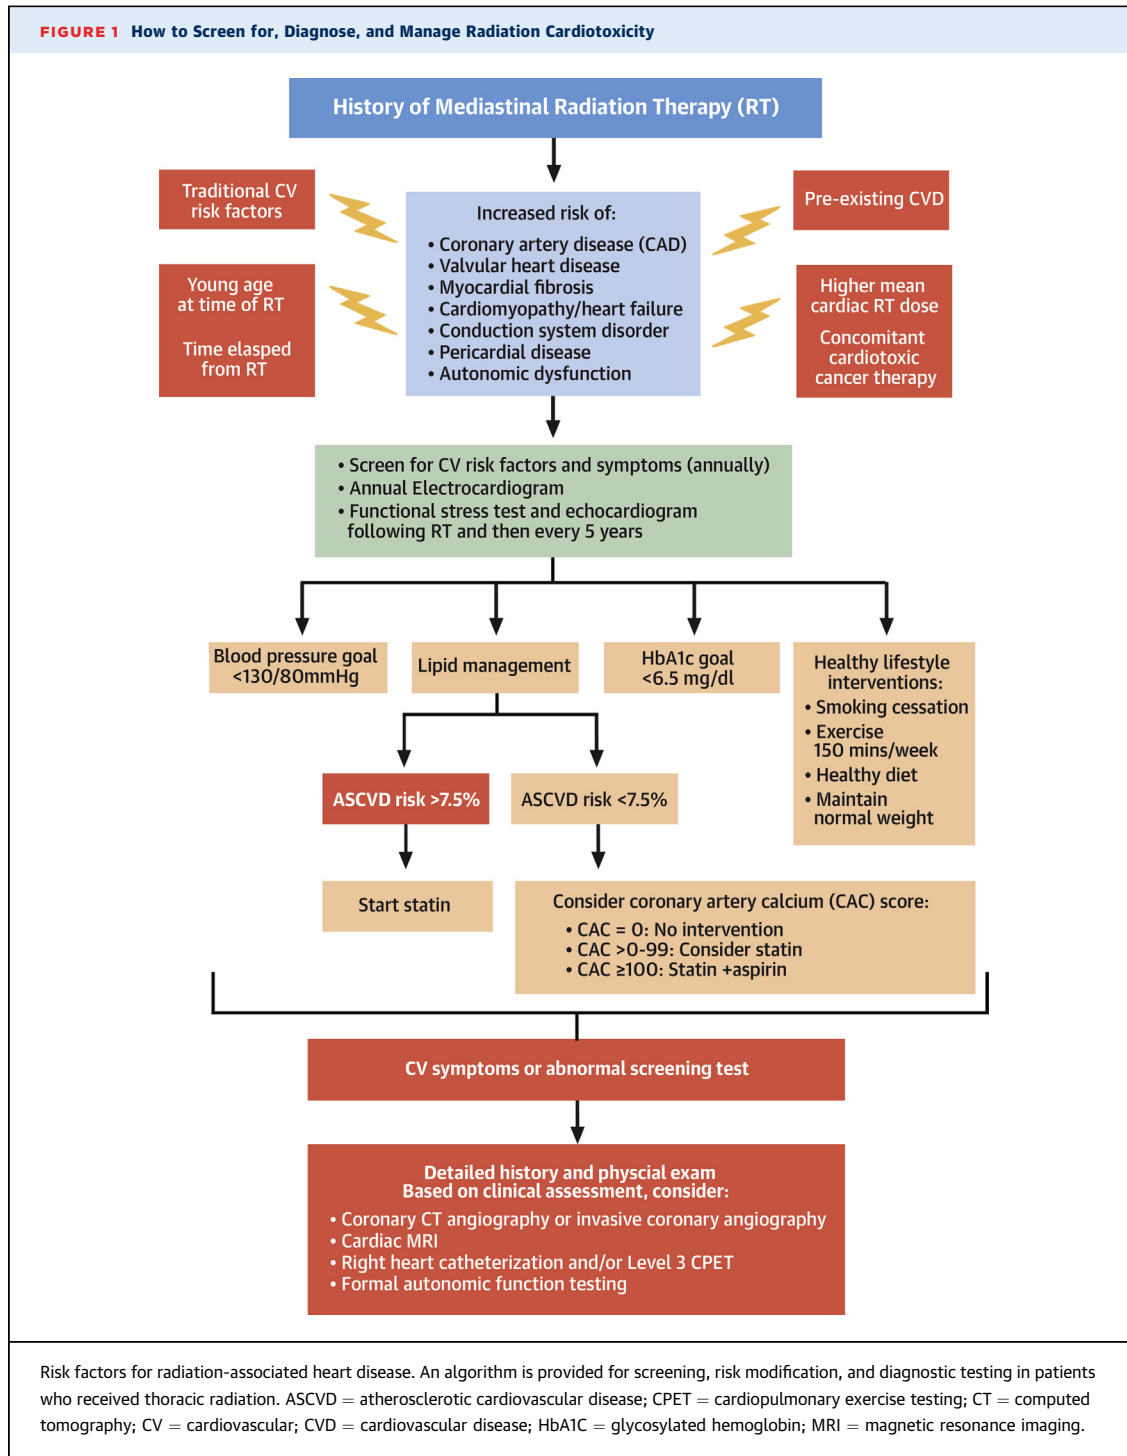 FIGURE 1 How to Screen for, Diagnose, and Manage Radiation Cardiotoxicity
History of Mediastinal Radiation Therapy (RT)
Traditional CV
risk factors
Young age
at time of RT
Time elasped
from RT
Increased risk of:
• Coronary artery disease (CAD)
• Valvular heart disease
• Myocardial fibrosis
• Cardiomyopathy/heart failure
• Conduction system disorder
• Pericardial disease
• Autonomic dysfunction
Pre-existing CVD
Higher mean
cardiac RT dose
Concomitant
cardiotoxic
cancer therapy
• Screen for CV risk factors and symptoms (annually)
• Annual Electrocardiogram
• Functional stress test and echocardiogram
following RT and then every 5 years
Blood pressure goal
<130/80mmHg
Lipid management
HbA1c goal
<6.5 mg/dl
Healthy lifestyle
interventions:
• Smoking cessation
• Exercise
150 mins/week
• Healthy diet
• Maintain
normal weight
ASCVD risk >7.5%
ASCVD risk <7.5%
Start statin
Consider coronary artery calcium (CAC) score:
• CAC = 0: No intervention
• CAC >0-99: Consider statin
• CAC ≥100: Statin +aspirin
CV symptoms or abnormal screening test
Detailed history and physcial exam
Based on clinical assessment, consider:
• Coronary CT angiography or invasive coronary angiography
• Cardiac MRI
• Right heart catheterization and/or Level 3 CPET
• Formal autonomic function testing
Risk factors for radiation-associated heart disease. An algorithm is provided for screening, risk modification, and diagnostic testing in patients
who received thoracic radiation. ASCVD = atherosclerotic cardiovascular disease; CPET = cardiopulmonary exercise testing; CT = computed
tomography; CV = cardiovascular; CVD = cardiovascular disease; HbA1C = glycosylated hemoglobin; MRI = magnetic resonance imaging.